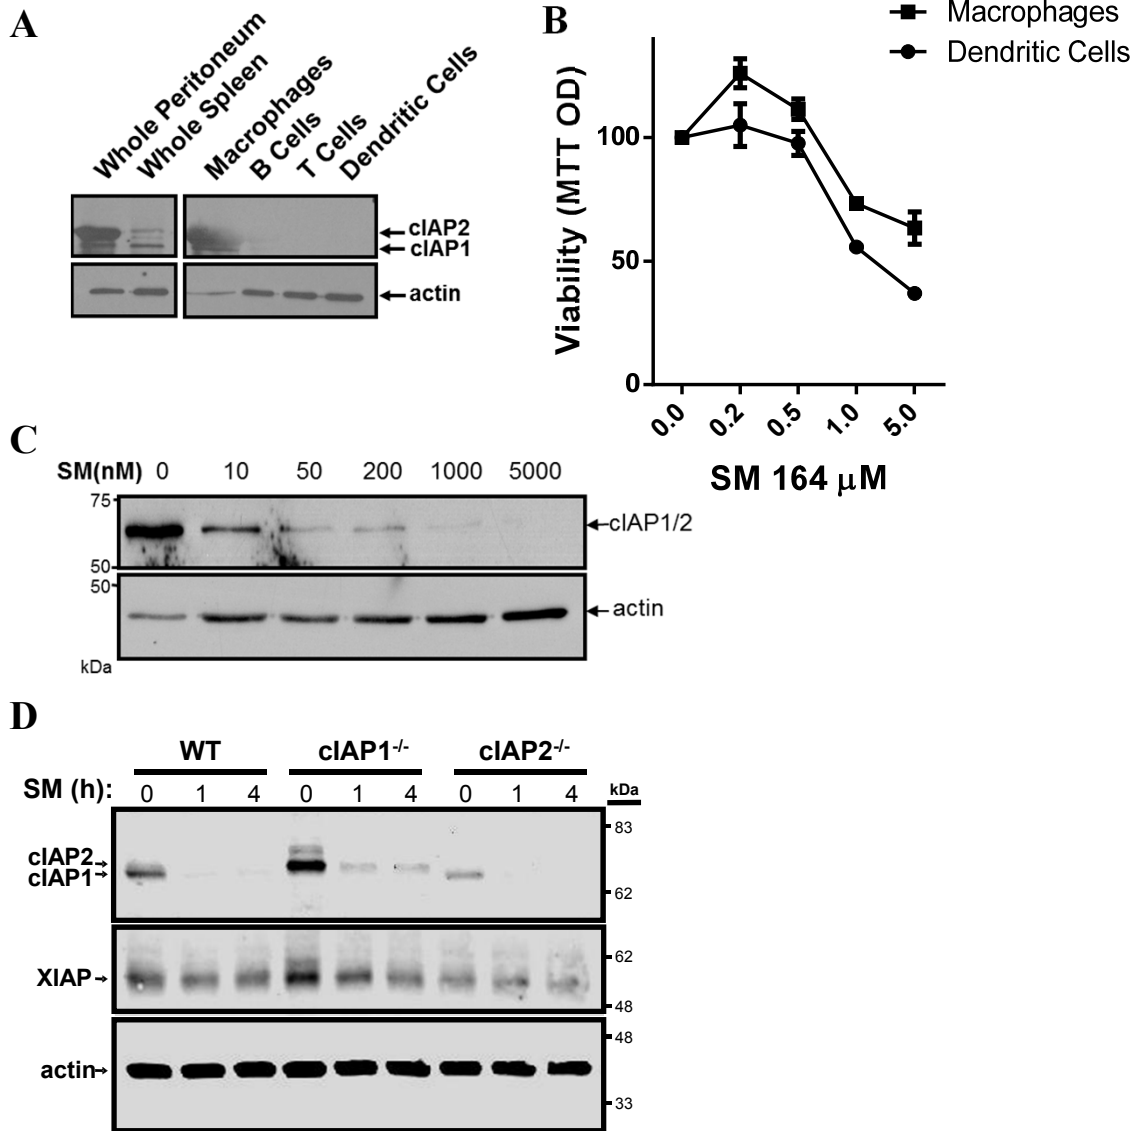 A
Whole Peritoneum
Whole Spleen
Macrophages
B Cells
T Cells
Dendritic Cells
cIAP2
cIAP1
actin
B
Macrophages
Dendritic Cells
Viability (MTT OD)
100
50
0
0.0 0.2 0.5 1.0 5.0
SM 164 μM
C
SM(nM) 0 10 50 200 1000 5000
75
cIAP1/2
50
50
actin
kDa
D
WT cIAP1-/- cIAP2-/-
SM (h): 0 1 4 0 1 4 0 1 4 kDa
83
cIAP2
cIAP1
62
62
XIAP
48
48
actin
33